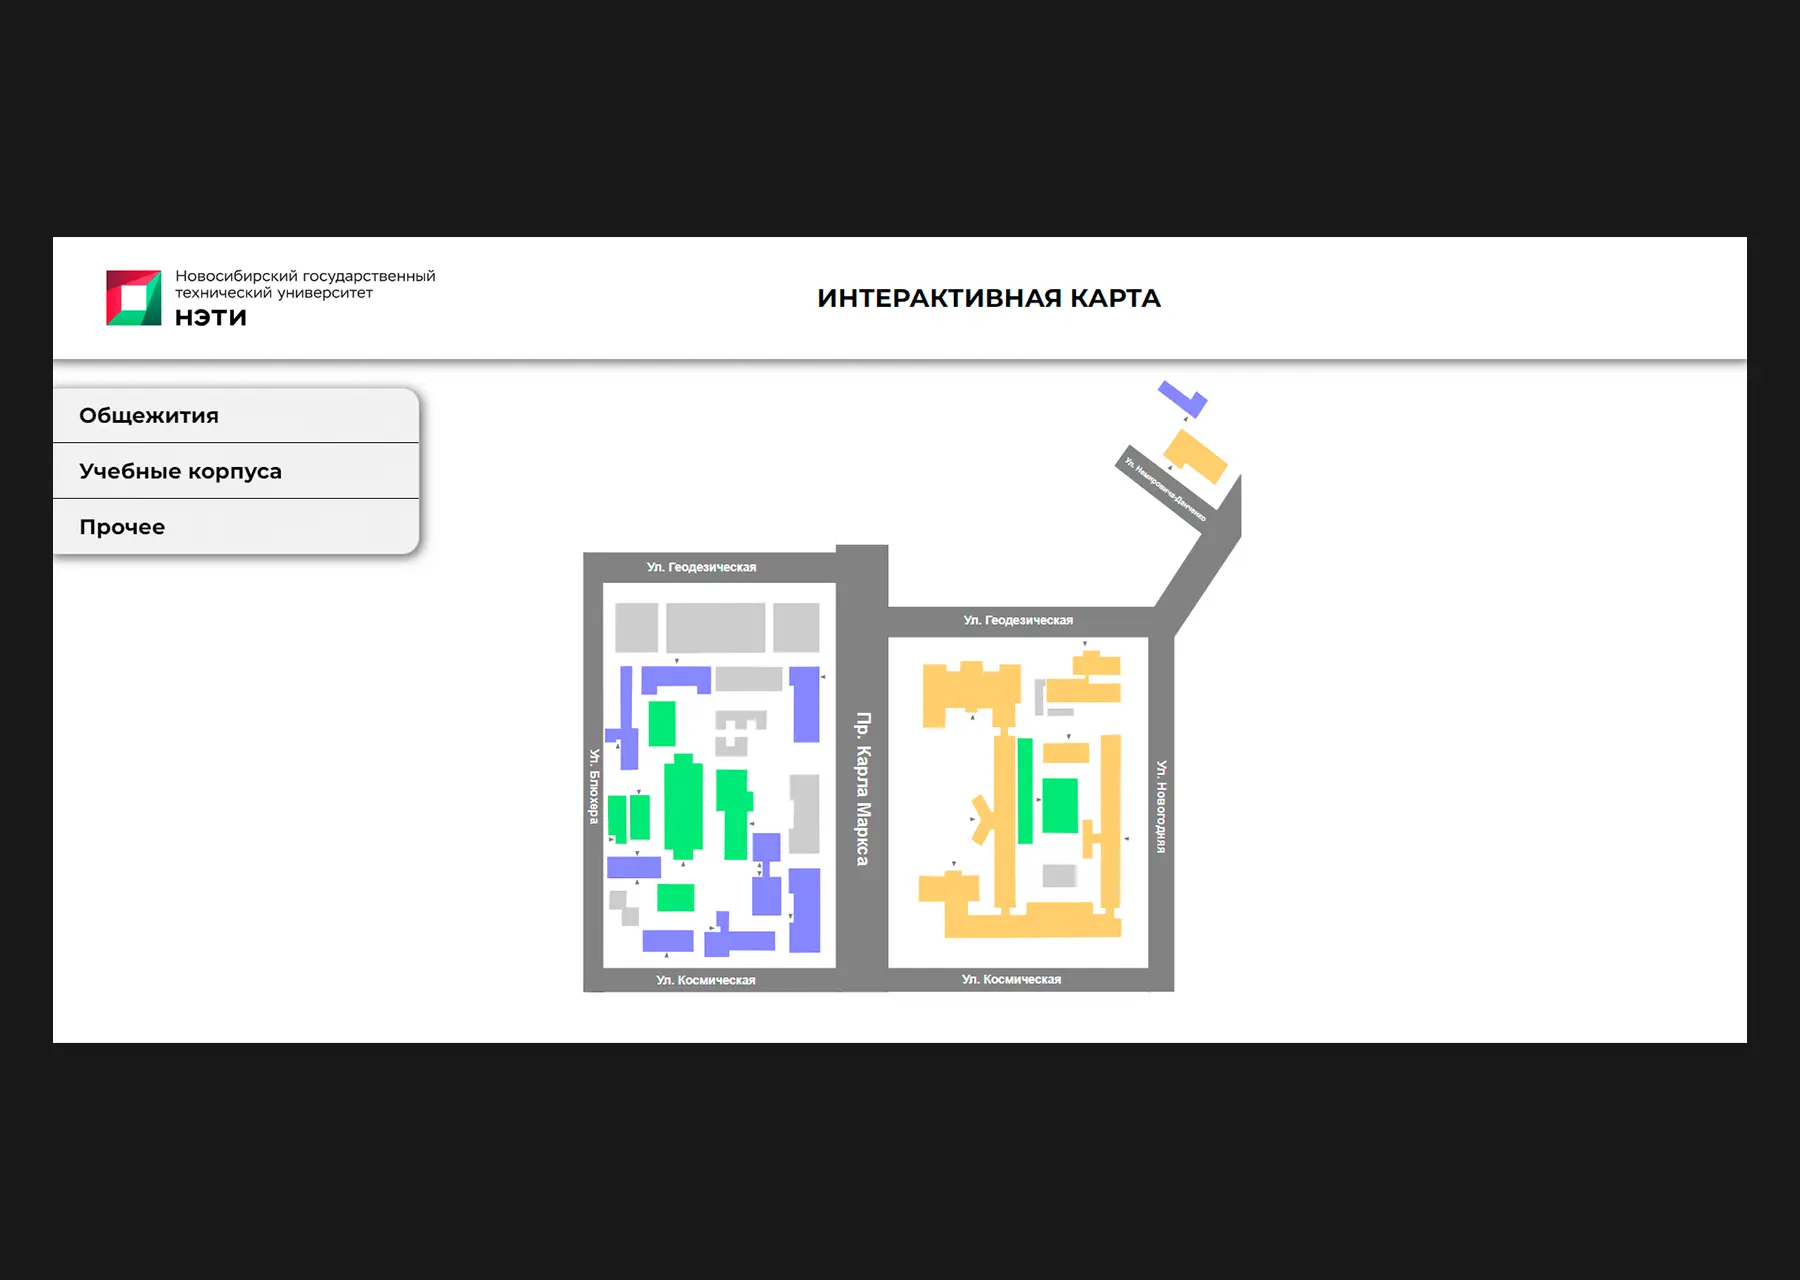 Новосибирский государственный
технический университет
НЭТИ
ИНТЕРАКТИВНАЯ КАРТА
Общежития
Учебные корпуса
Прочее
Ул. Немировича-Данченко
Ул. Геодезическая
Ул. Геодезическая
Ул. Блюхера
Пр. Карла Маркса
Ул. Новогодняя
Ул. Космическая
Ул. Космическая